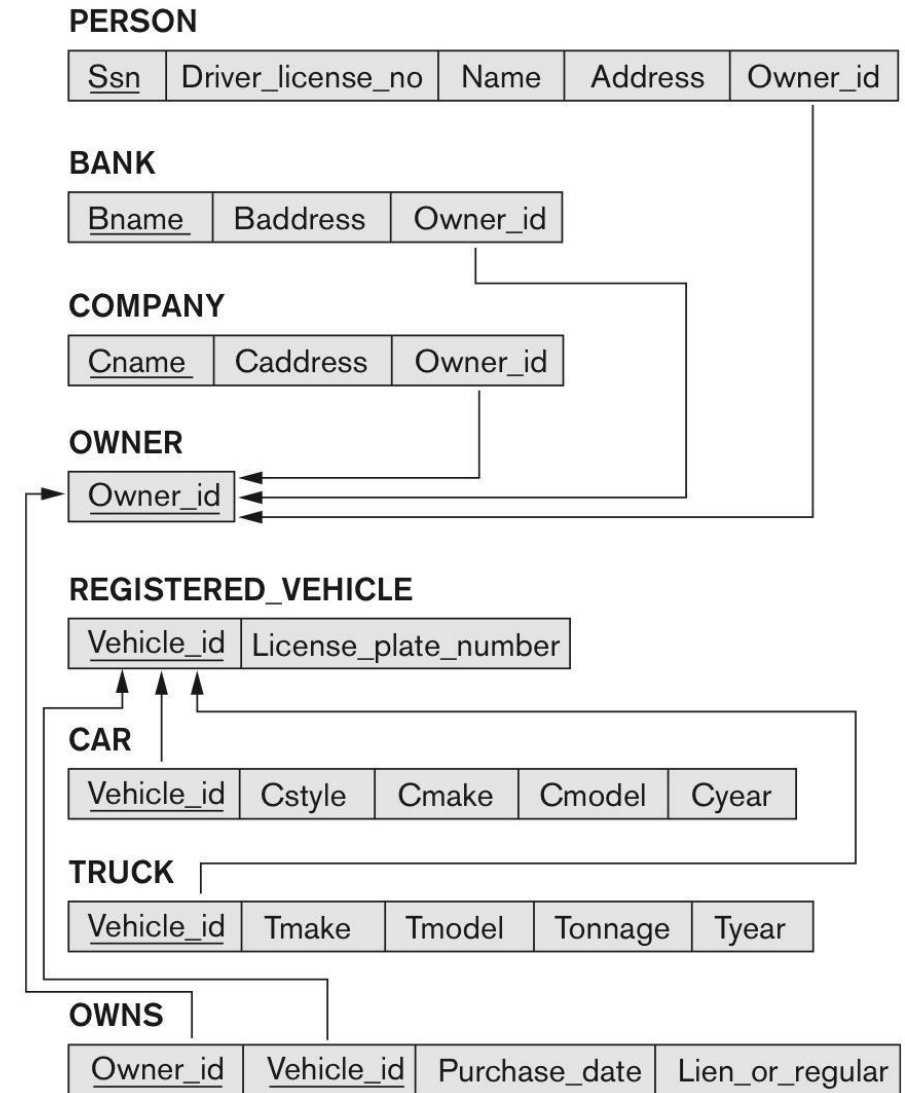 PERSON
Ssn Driver_license_no Name Address Owner_id
BANK
Bname Baddress Owner_id
COMPANY
Cname Caddress Owner_id
OWNER
Owner_id
REGISTERED_VEHICLE
Vehicle_id License_plate_number
CAR
Vehicle_id Cstyle Cmake Cmodel Cyear
TRUCK
Vehicle_id Tmake Tmodel Tonnage Tyear
OWNS
Owner_id Vehicle_id Purchase_date Lien_or_regular